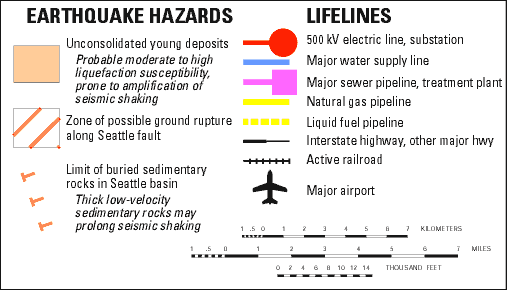 EARTHQUAKE HAZARDS
Unconsolidated young deposits
Probable moderate to high
liquefaction susceptibility,
prone to amplification of
seismic shaking
Zone of possible ground rupture
along Seattle fault
Limit of buried sedimentary
rocks in Seattle basin
Thick low-velocity
sedimentary rocks may
prolong seismic shaking
LIFELINES
500 kV electric line, substation
Major water supply line
Major sewer pipeline, treatment plant
Natural gas pipeline
Liquid fuel pipeline
Interstate highway, other major hwy
Active railroad
Major airport
1 .5 0 1 2 3 4 5 6 7 KILOMETERS
1 .5 0 1 2 3 4 5 6 7 MILES
0 2 4 6 8 10 12 14 THOUSAND FEET